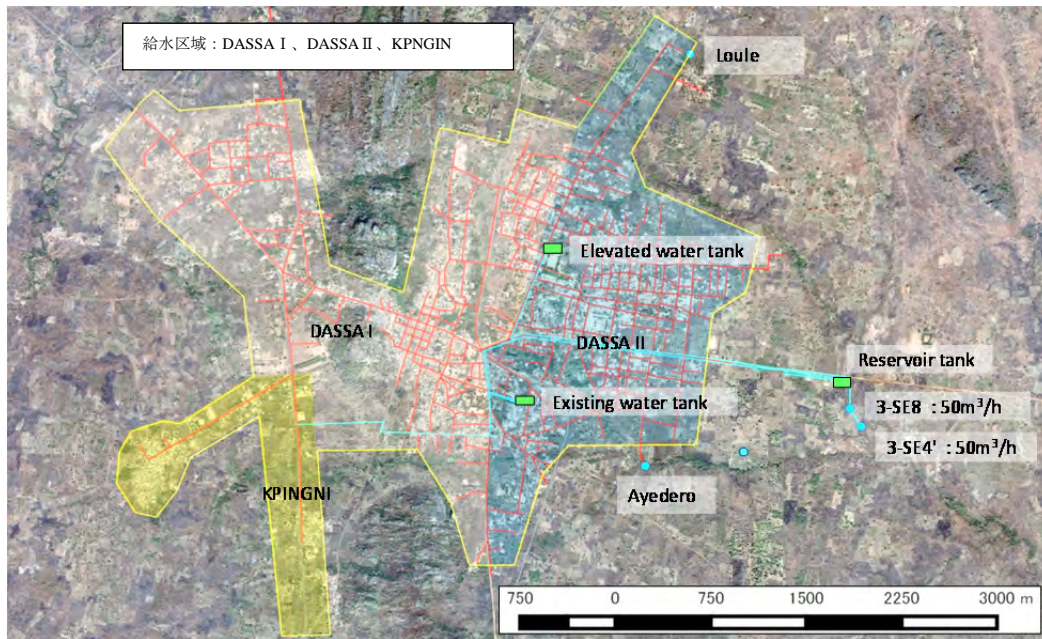 給水区域：DASSA Ⅰ、DASSAⅡ、KPNGIN
Loule
Elevated water tank
DASSA I
DASSA II
Reservoir tank
Existing water tank
3-SE8 : 50m³/h
3-SE4' : 50m³/h
KPINGNI
Ayedero
750 0 750 1500 2250 3000 m